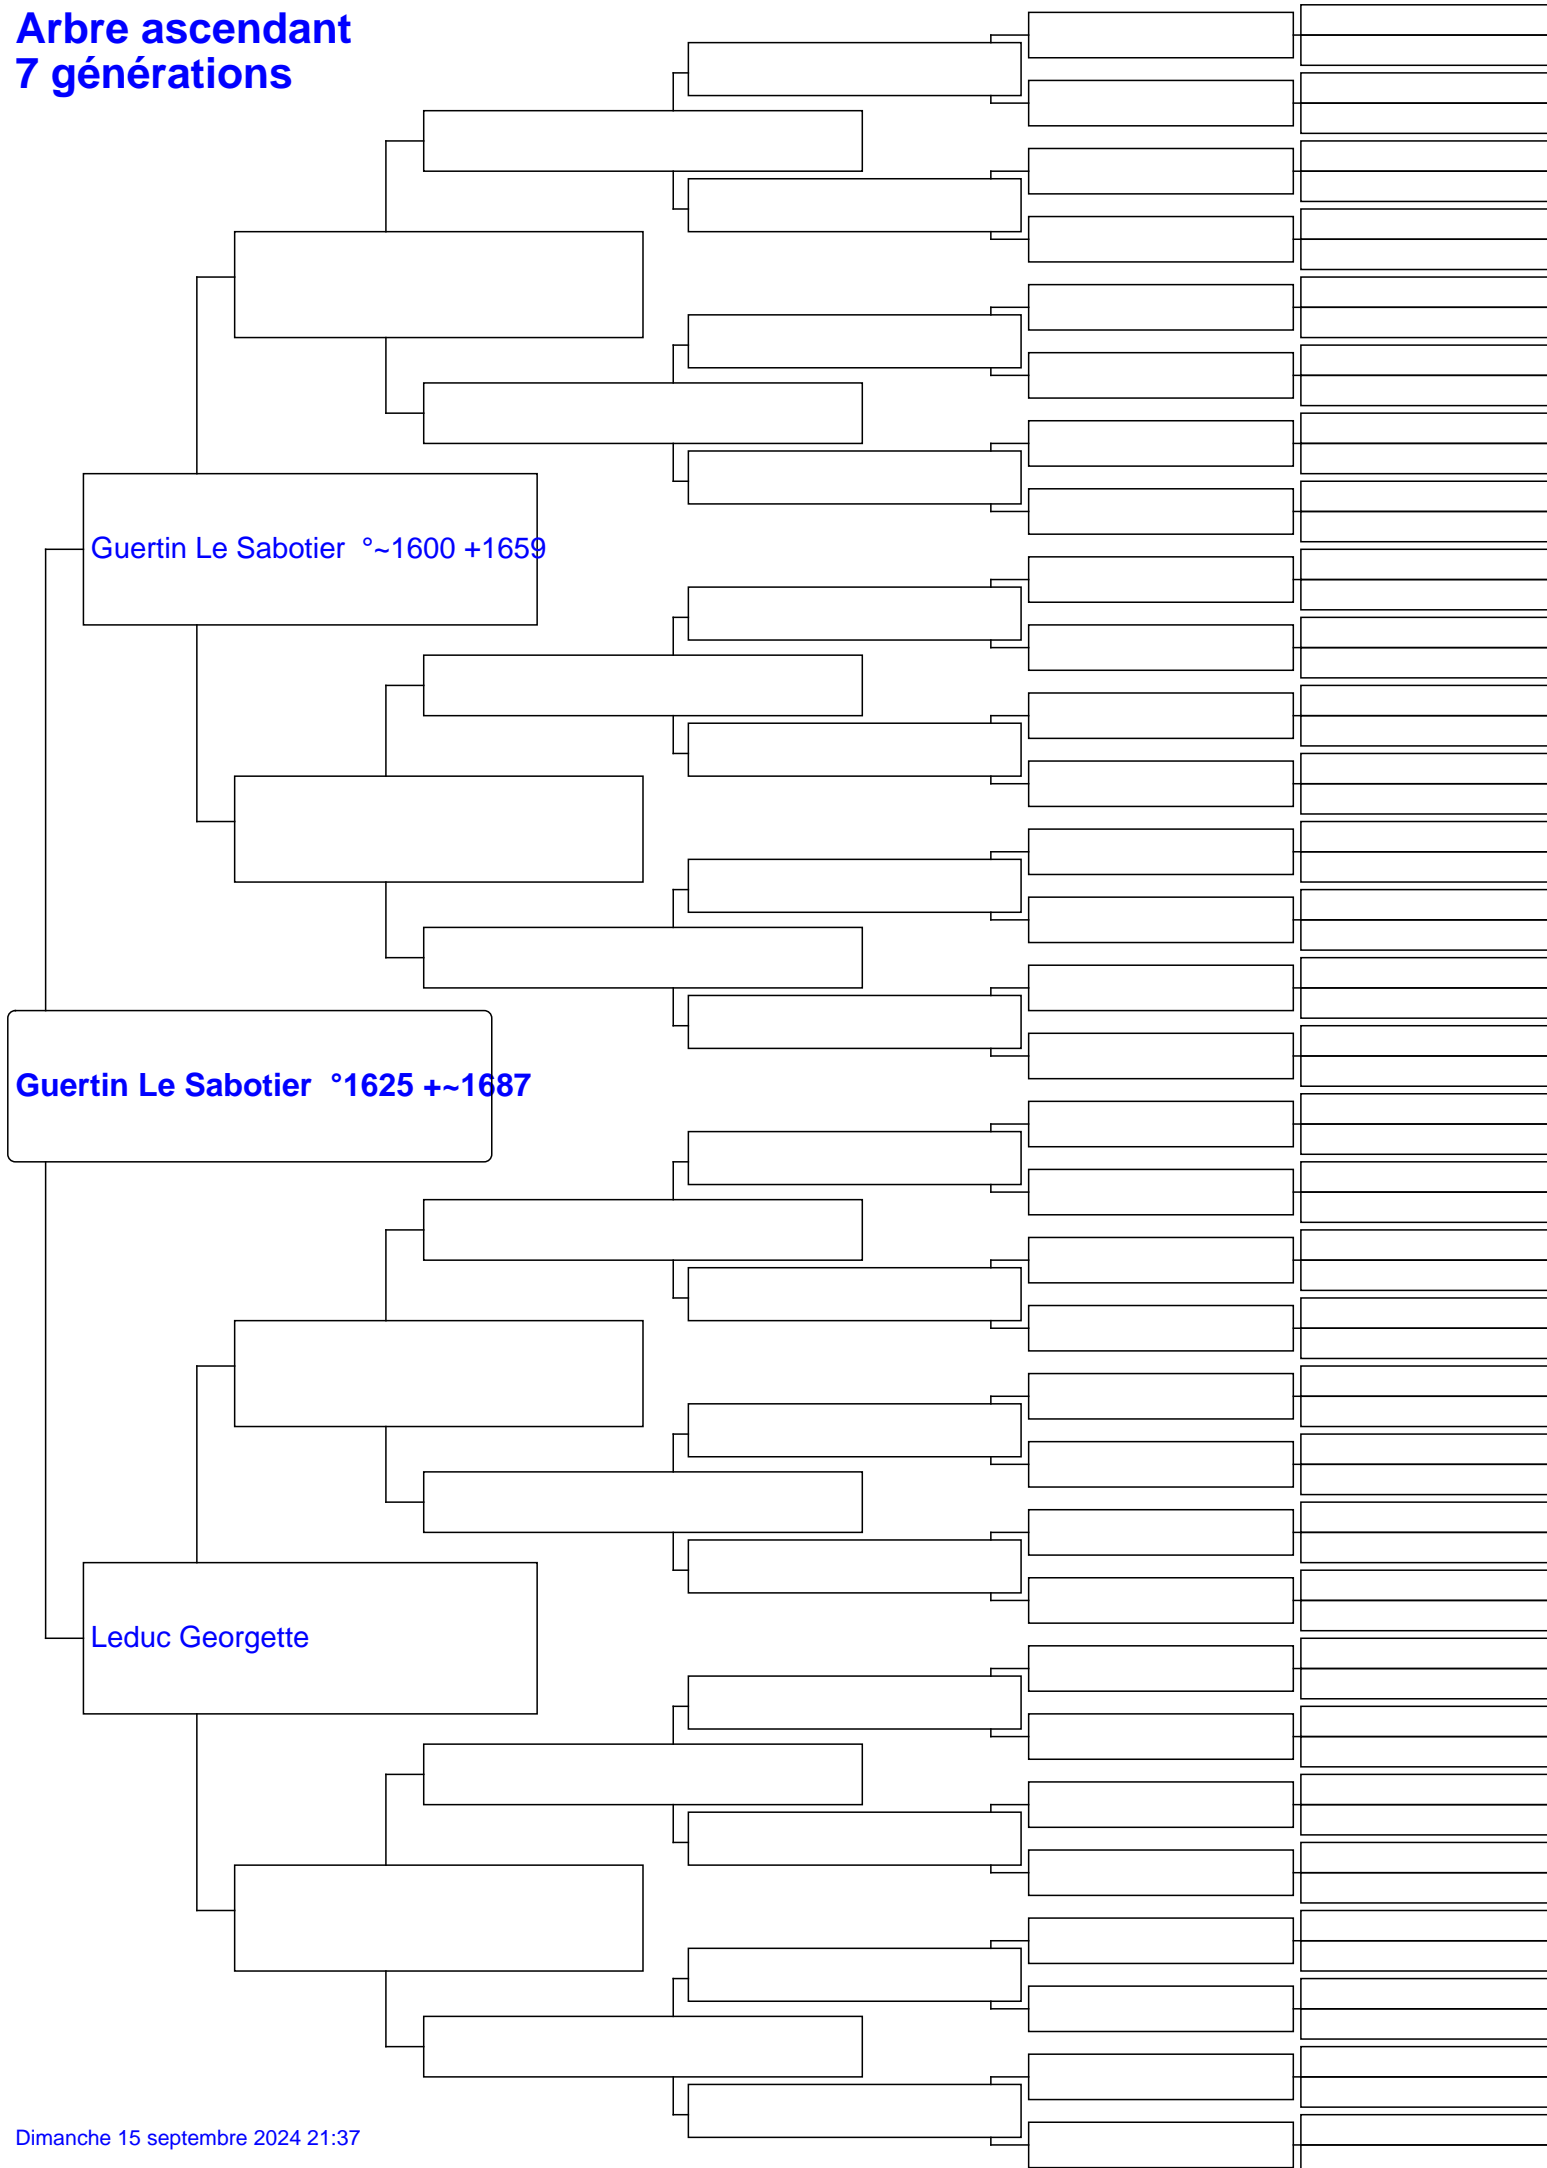 Arbre ascendant
7 générations
Guertin Le Sabotier °~1600 +1659
Guertin Le Sabotier °1625 +~1687
Leduc Georgette
Dimanche 15 septembre 2024 21:37